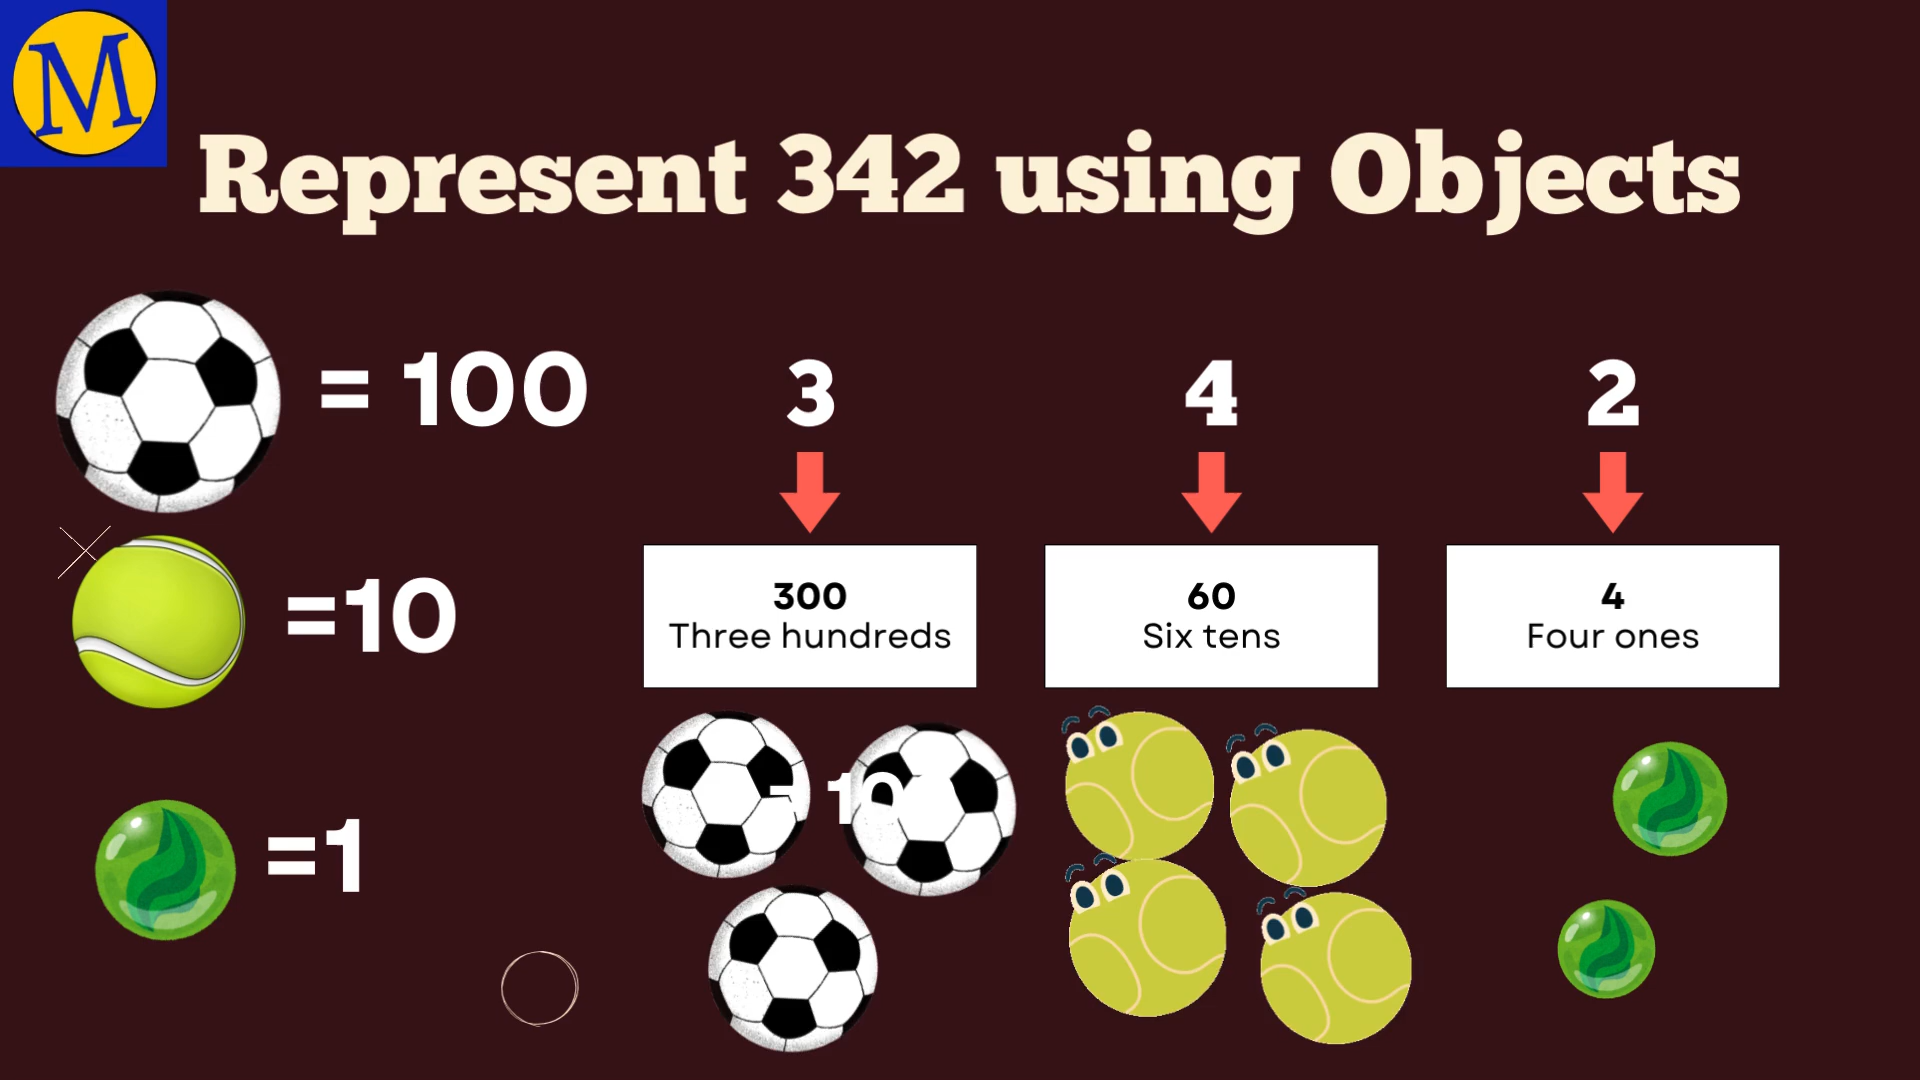 M
Represent 342 using Objects
= 100
3
4
2
=10
300
Three hundreds
60
Six tens
4
Four ones
=1